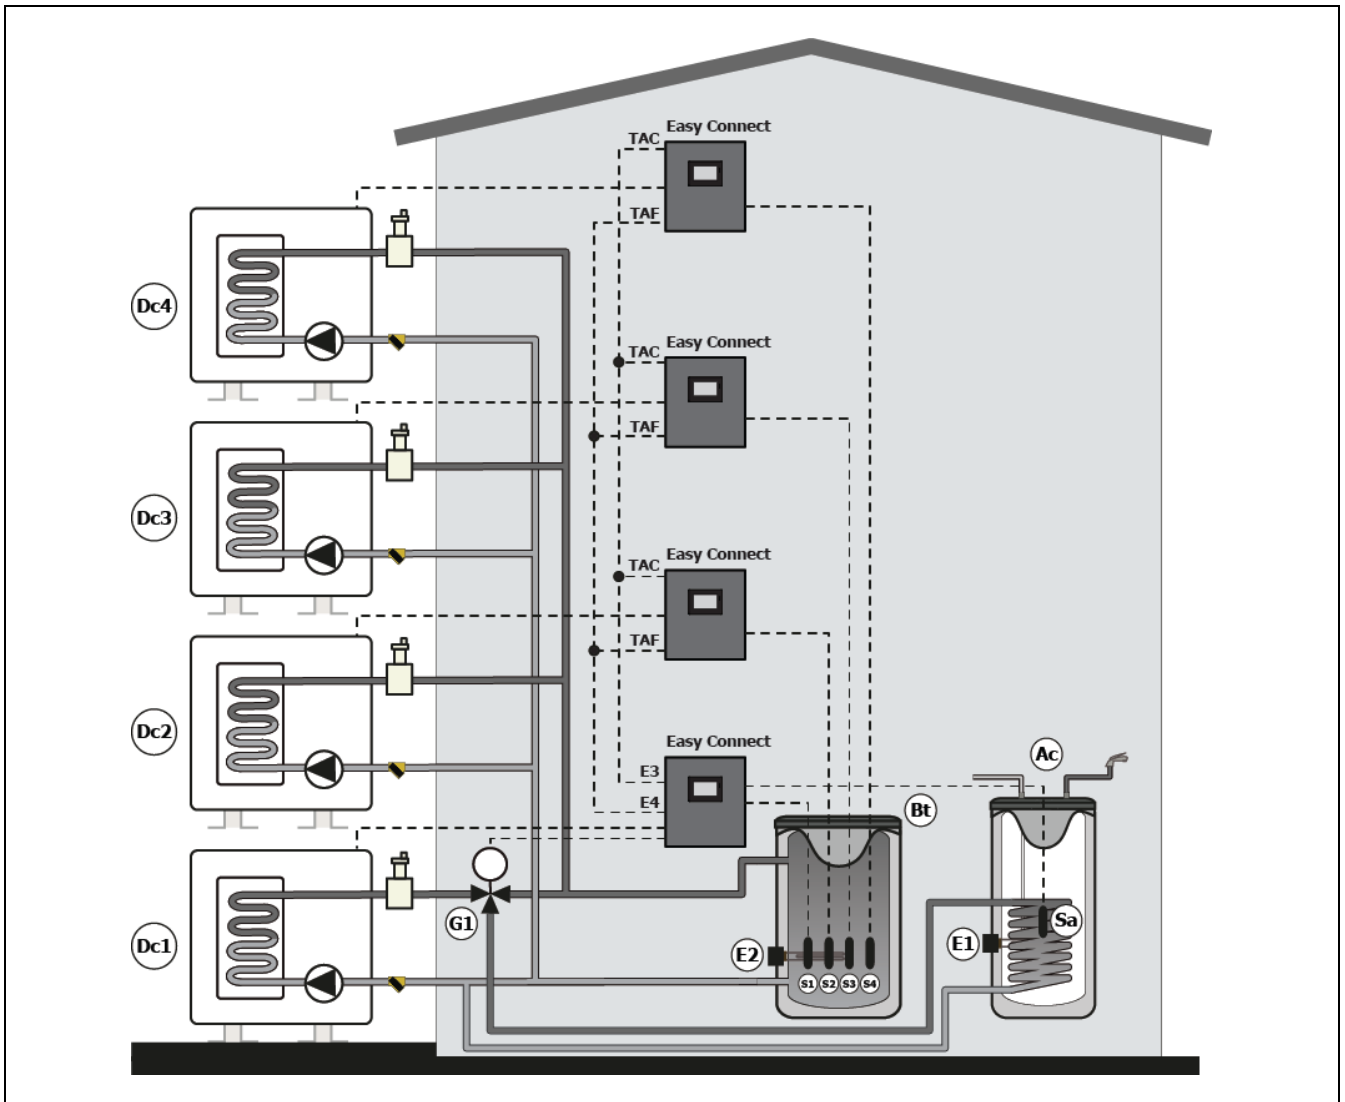 Easy Connect
TAC
TAF
Dc4
Easy Connect
TAC
TAF
Dc3
Easy Connect
TAC
TAF
Dc2
Easy Connect
E3
E4
Ac
Bt
G1
Sa
E2
E1
Dc1
S1 S2 S3 S4